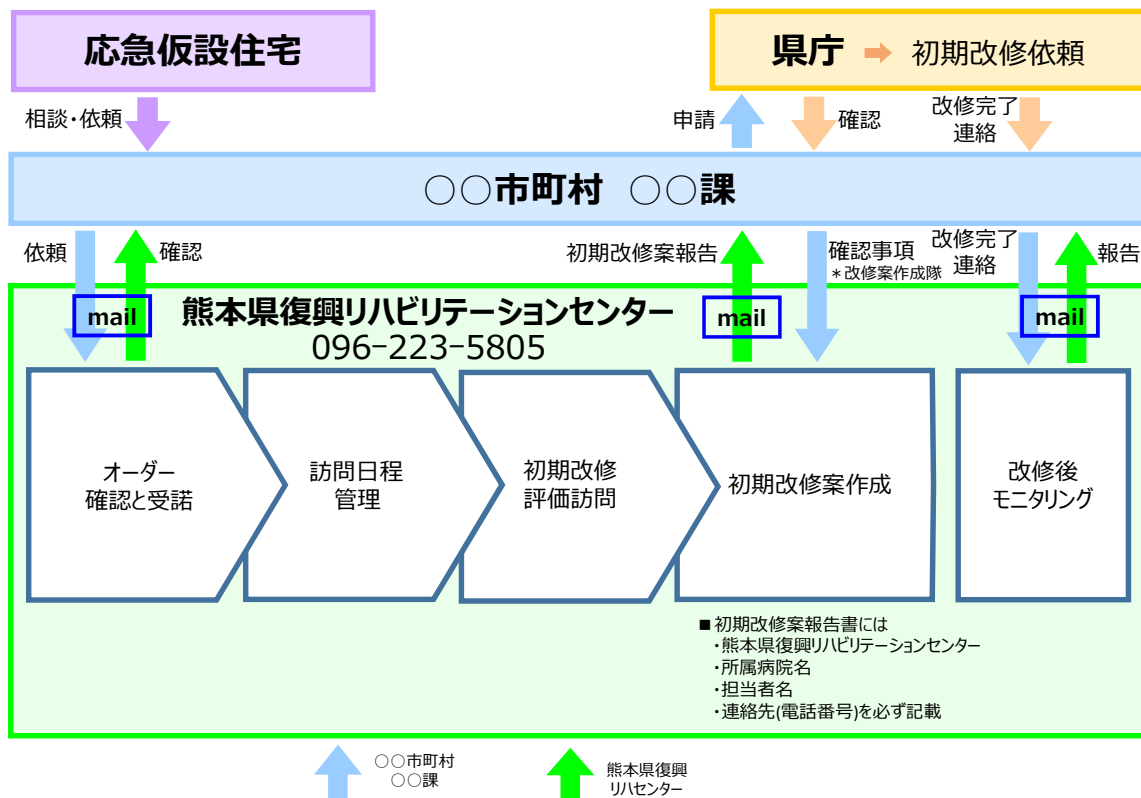 応急仮設住宅
県庁
初期改修依頼
相談・依頼
申請
確認
改修完了
連絡
○○市町村 ○○課
依頼
確認
初期改修案報告
確認事項
＊改修案作成隊
改修完了
連絡
報告
mail
熊本県復興リハビリテーションセンター
096-223-5805
mail
mail
オーダー
確認と受諾
訪問日程
管理
初期改修
評価訪問
初期改修案作成
改修後
モニタリング
■初期改修案報告書には
・熊本県復興リハビリテーションセンター
・所属病院名
・担当者名
・連絡先(電話番号)を必ず記載
○○市町村
○○課
熊本県復興
リハセンター